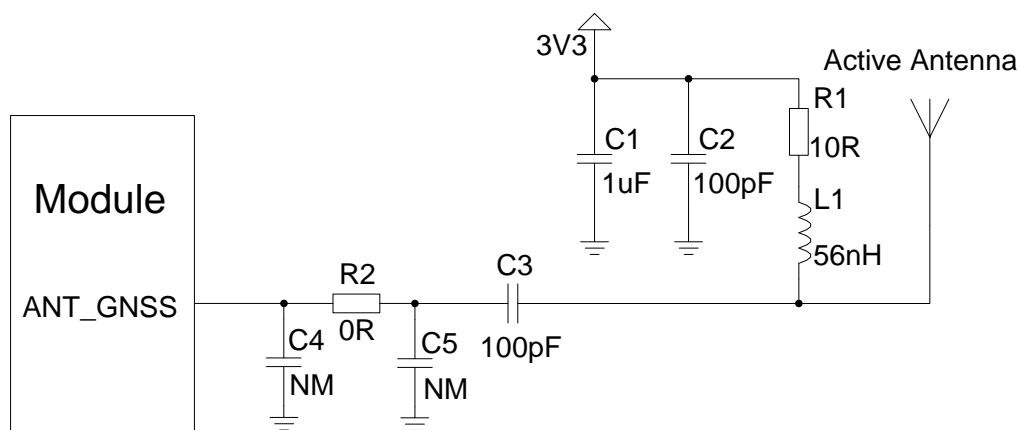 3V3
Active Antenna
R1
10R
C1
1uF
C2
100pF
Module
L1
56nH
ANT_GNSS
R2
0R
C3
100pF
C4
NM
C5
NM